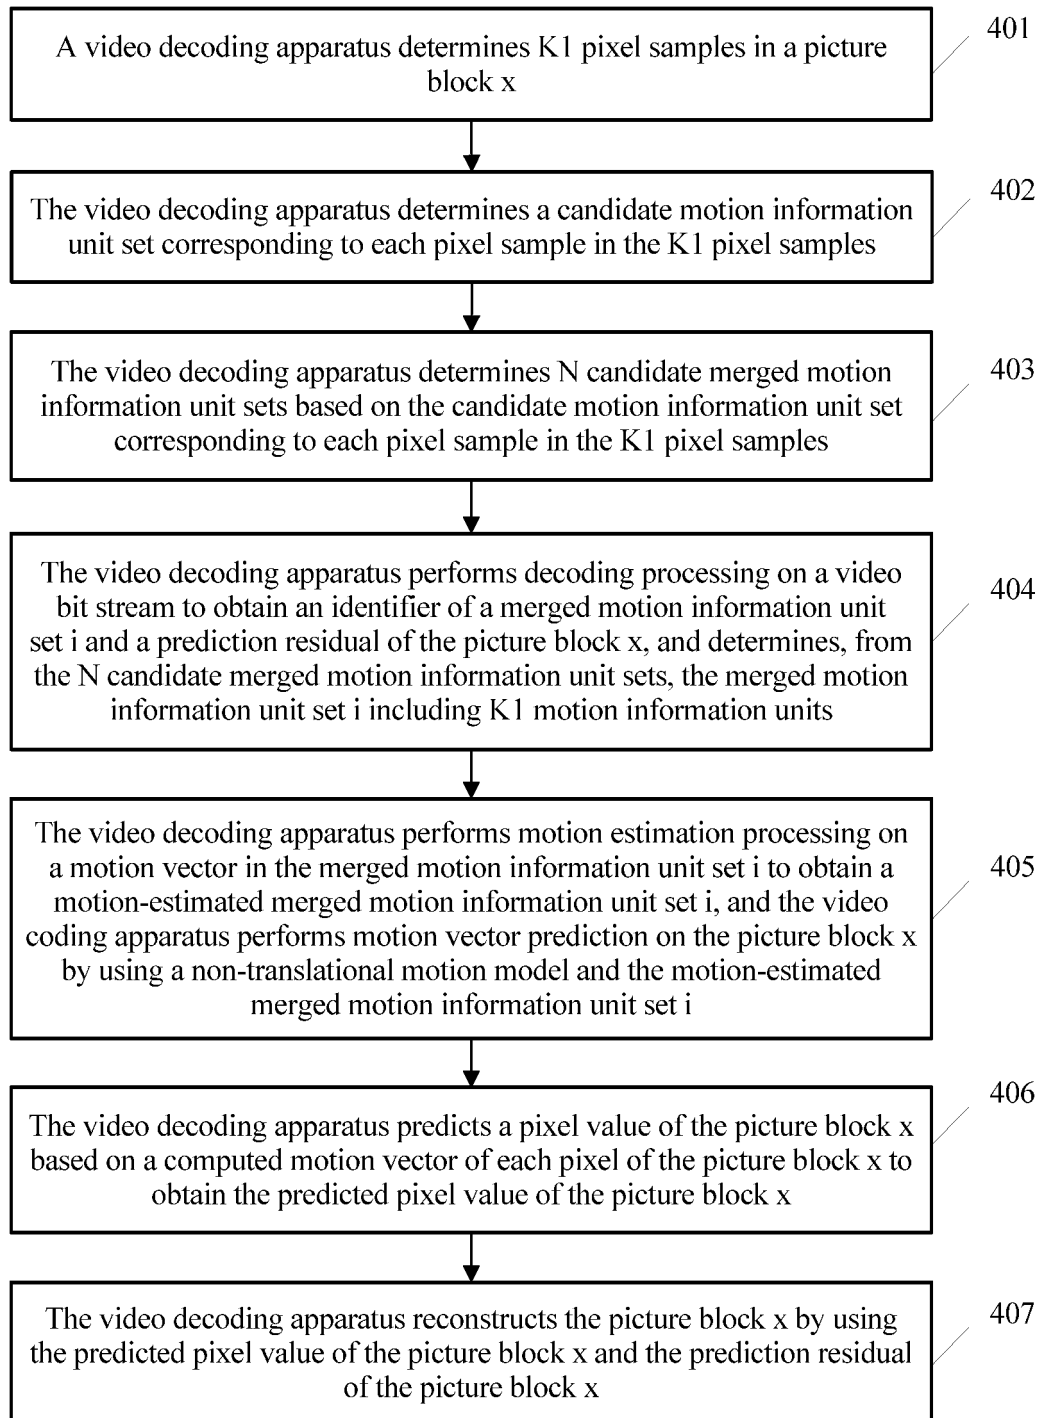 A video decoding apparatus determines K1 pixel samples in a picture
block x
401
The video decoding apparatus determines a candidate motion information
unit set corresponding to each pixel sample in the K1 pixel samples
402
The video decoding apparatus determines N candidate merged motion
information unit sets based on the candidate motion information unit set
corresponding to each pixel sample in the K1 pixel samples
403
The video decoding apparatus performs decoding processing on a video
bit stream to obtain an identifier of a merged motion information unit
set i and a prediction residual of the picture block x, and determines, from
the N candidate merged motion information unit sets, the merged motion
information unit set i including K1 motion information units
404
The video decoding apparatus performs motion estimation processing on
a motion vector in the merged motion information unit set i to obtain a
motion-estimated merged motion information unit set i, and the video
coding apparatus performs motion vector prediction on the picture block x
by using a non-translational motion model and the motion-estimated
merged motion information unit set i
405
The video decoding apparatus predicts a pixel value of the picture block x
based on a computed motion vector of each pixel of the picture block x to
obtain the predicted pixel value of the picture block x
406
The video decoding apparatus reconstructs the picture block x by using
the predicted pixel value of the picture block x and the prediction residual
of the picture block x
407